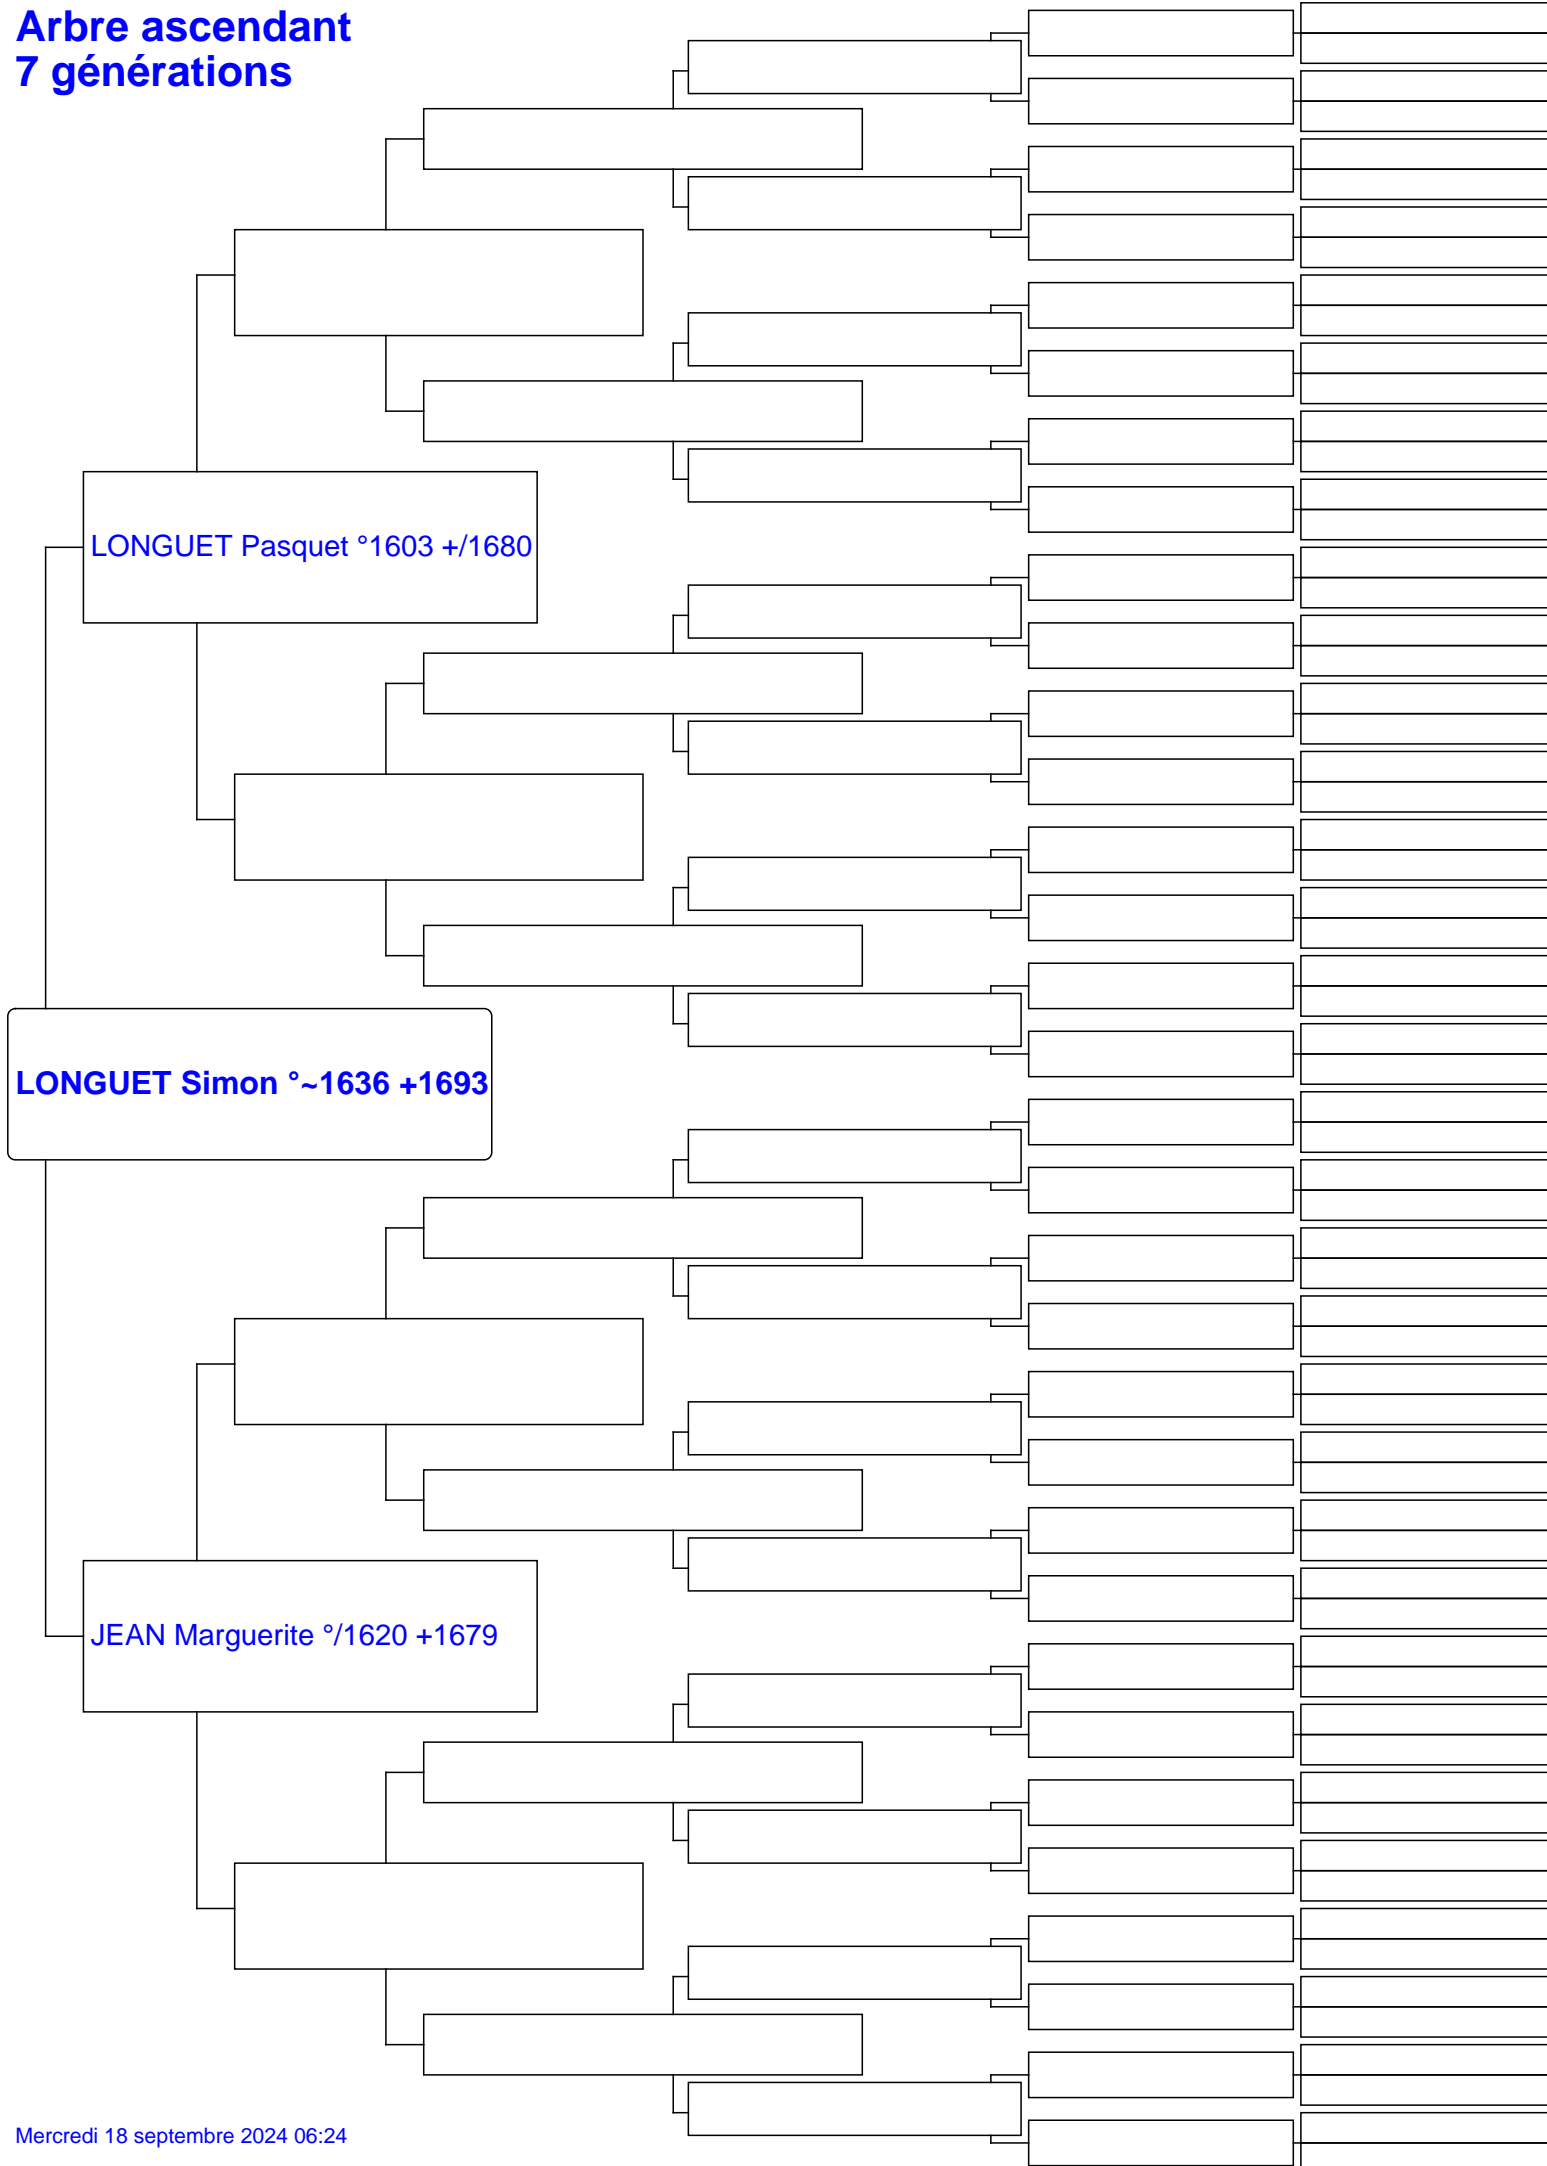 Arbre ascendant
7 générations
LONGUET Pasquet °1603 +/1680
LONGUET Simon °~1636 +1693
JEAN Marguerite °/1620 +1679
Mercredi 18 septembre 2024 06:24